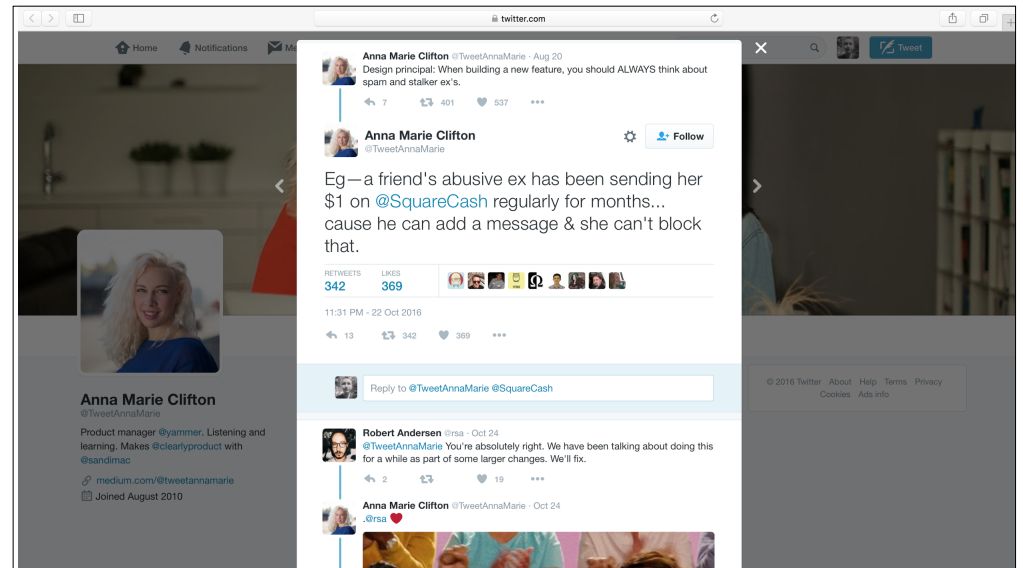 twitter.com
Home
Notifications
Me
Tweet
Anna Marie Clifton @TweetAnnaMarie · Aug 20
Design principal: When building a new feature, you should ALWAYS think about
spam and stalker ex's.
7 401 537
Anna Marie Clifton
@TweetAnnaMarie
Follow
Eg—a friend's abusive ex has been sending her
$1 on @SquareCash regularly for months...
cause he can add a message & she can't block
that.
RETWEETS LIKES
342 369
11:31 PM - 22 Oct 2016
13 342 369
Reply to @TweetAnnaMarie @SquareCash
Robert Andersen @rsa · Oct 24
@TweetAnnaMarie You're absolutely right. We have been talking about doing this
for a while as part of some larger changes. We'll fix.
2 19
Anna Marie Clifton @TweetAnnaMarie · Oct 24
.@rsa ❤️
Anna Marie Clifton
@TweetAnnaMarie
Product manager @yammer. Listening and
learning. Makes @clearlyproduct with
@sandimac
medium.com/@tweetannamarie
Joined August 2010
© 2016 Twitter About Help Terms Privacy
Cookies Ads info